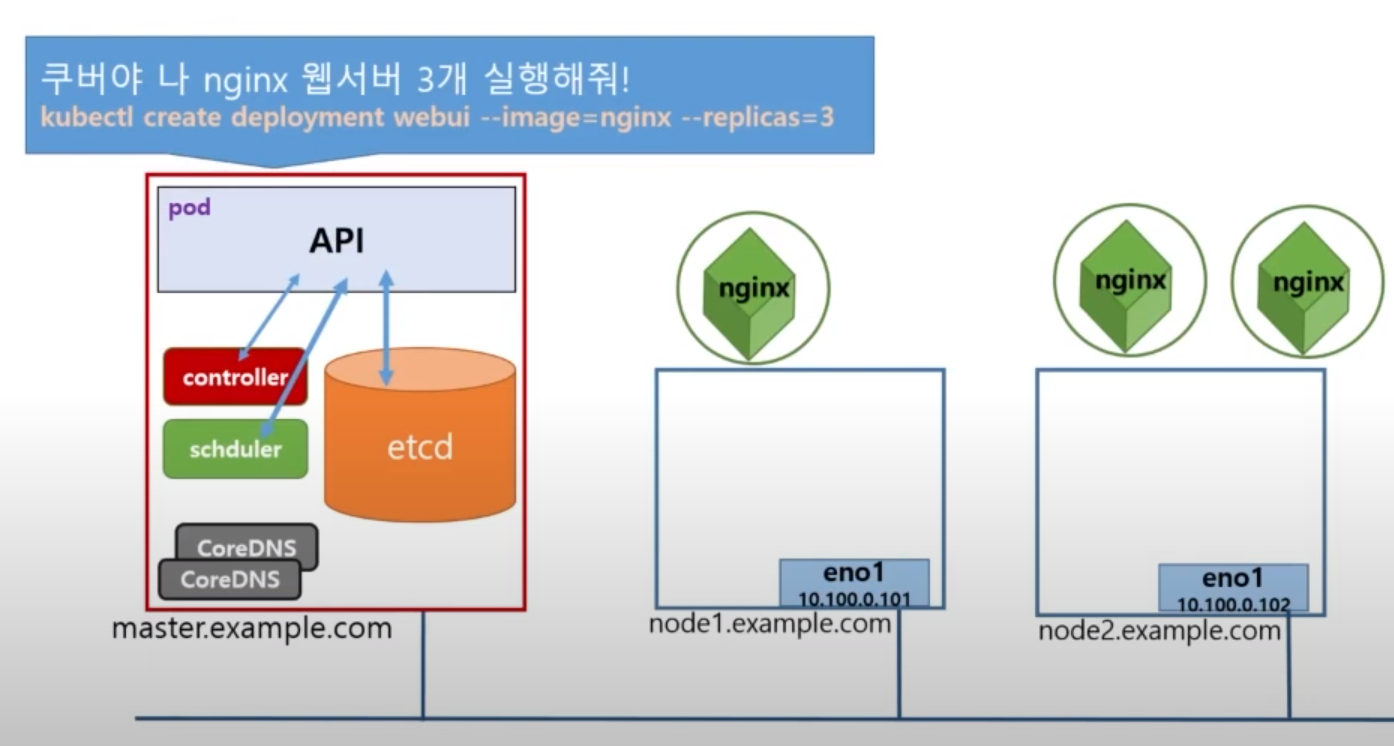 쿠버야 나 nginx 웹서버 3개 실행해줘!
kubectl create deployment webui --image=nginx --replicas=3
pod
API
controller
schduler
etcd
CoreDNS
CoreDNS
master.example.com
nginx
eno1
10.100.0.101
node1.example.com
nginx
nginx
eno1
10.100.0.102
node2.example.com